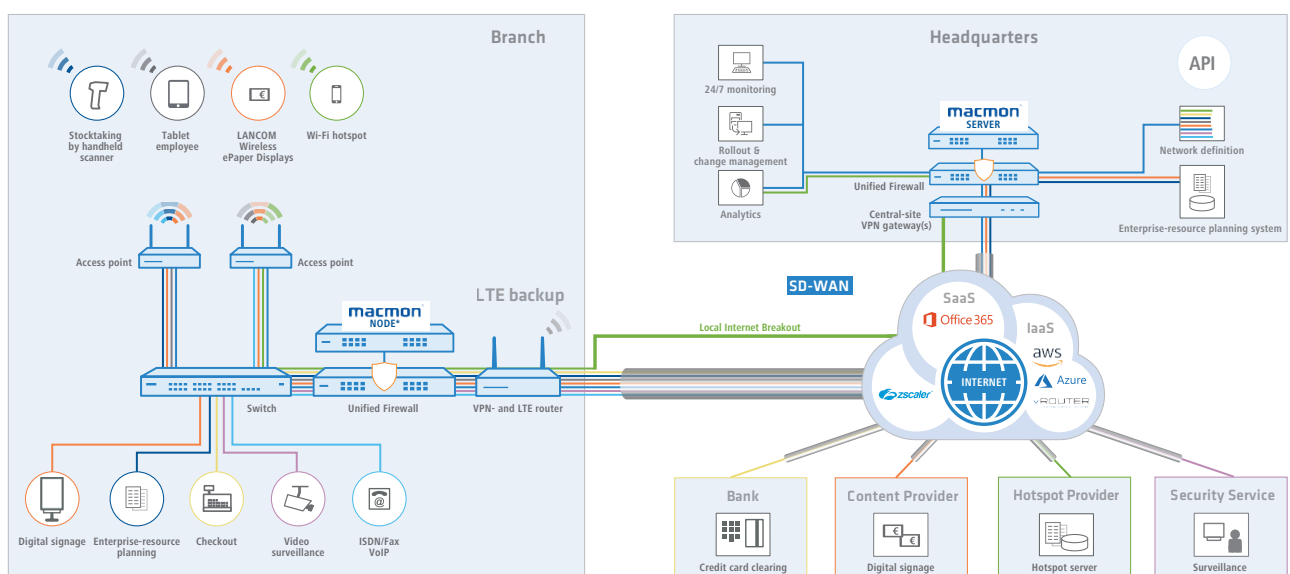 Branch
Stocktaking
by handheld
scanner
Tablet
employee
LANCOM
Wireless
ePaper Displays
Wi-Fi hotspot
Access point
Access point
LTE backup
macmon
NODE*
Switch
Unified Firewall
VPN- and LTE router
Digital signage
Enterprise-resource
planning
Checkout
Video
surveillance
@
ISDN/Fax
VoIP
Headquarters
API
24/7 monitoring
Rollout &
change management
Analytics
macmon
SERVER
Unified Firewall
Central-site
VPN gateway(s)
Network definition
Enterprise-resource planning system
SD-WAN
Local Internet Breakout
SaaS
Office 365
IaaS
aws
Azure
vROUTER
INTERNET
zscaler
Bank
Credit card clearing
Content Provider
€
€
Digital signage
Hotspot Provider
Hotspot server
Security Service
Surveillance